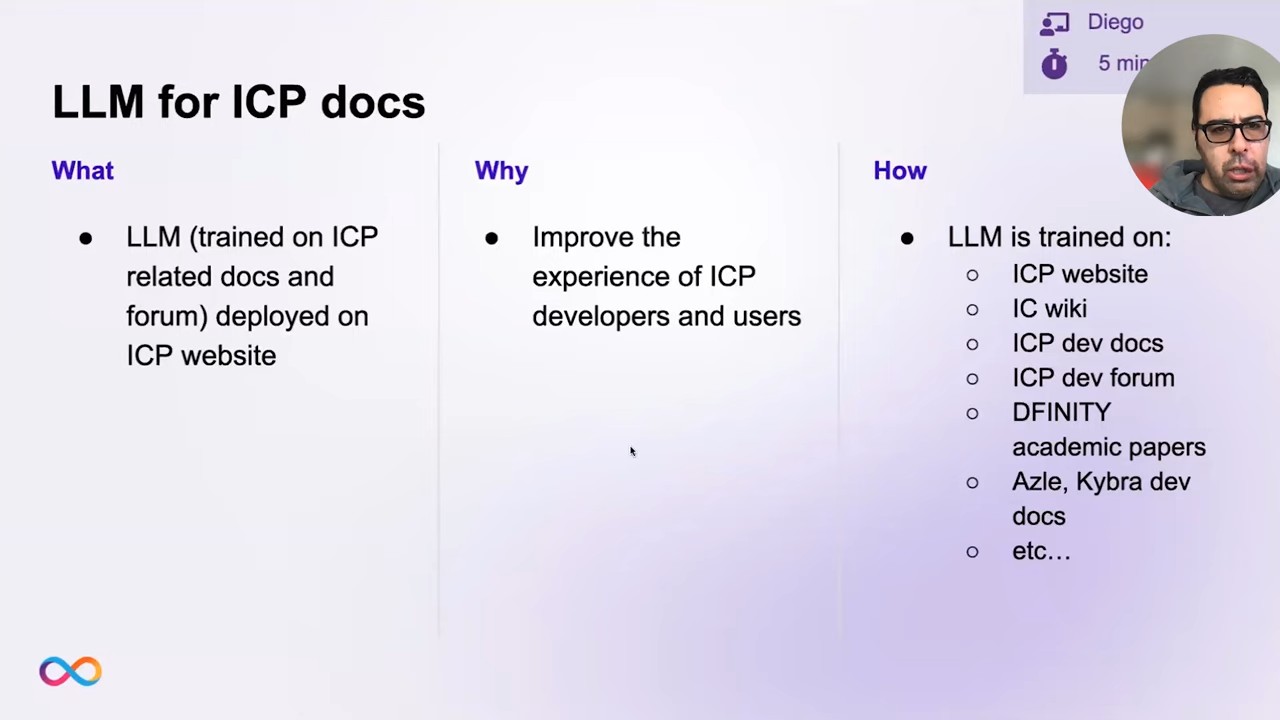 Diego
5 min
LLM for ICP docs
What
LLM (trained on ICP
related docs and
forum) deployed on
ICP website
Why
Improve the
experience of ICP
developers and users
How
LLM is trained on:
ICP website
IC wiki
ICP dev docs
ICP dev forum
DFINITY
academic papers
Azle, Kybra dev
docs
etc…